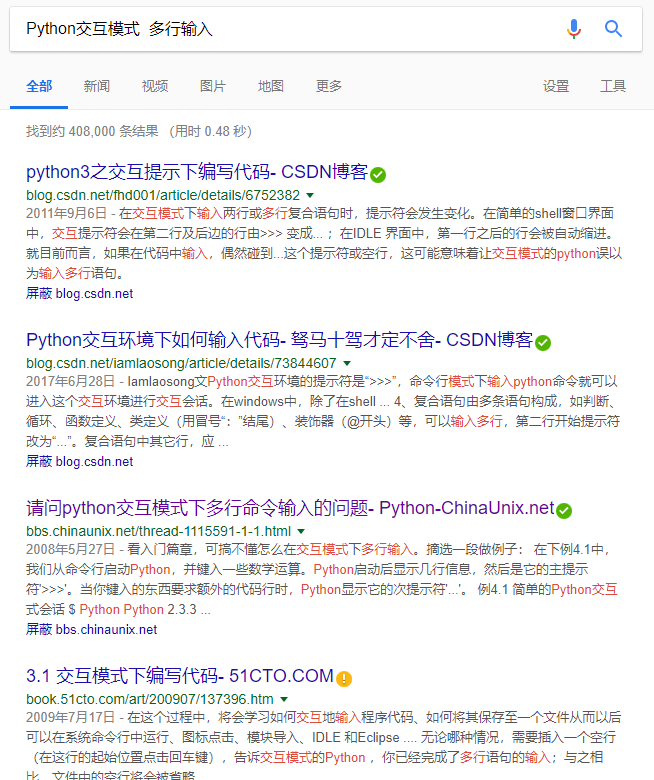 Python交互模式 多行输入
全部 新闻 视频 图片 地图 更多 设置 工具
找到约 408,000 条结果 （用时 0.48 秒）
python3之交互提示下编写代码- CSDN博客
blog.csdn.net/fhd001/article/details/6752382
2011年9月6日 - 在交互模式下输入两行或多行复合语句时，提示符会发生变化。在简单的shell窗口界面
中，交互提示符会在第二行及后边的行由>>> 变成... ；在IDLE 界面中，第一行之后的行会被自动缩进。
就目前而言，如果在代码中输入，偶然碰到...这个提示符或空行，这可能意味着让交互模式的python误以
为输入多行语句。
屏蔽 blog.csdn.net
Python交互环境下如何输入代码- 驽马十驾才定不舍- CSDN博客
blog.csdn.net/iamlaosong/article/details/73844607
2017年6月28日 - Iamlaosong文Python交互环境的提示符是“>>>”，命令行模式下输入python命令就可以
进入这个交互环境进行交互会话。在windows中，除了在shell ... 4、复合语句由多条语句构成，如判断、
循环、函数定义、类定义（用冒号“：”结尾）、装饰器（@开头）等，可以输入多行，第二行开始提示符
改为“...”。复合语句中其它行，应 ...
屏蔽 blog.csdn.net
请问python交互模式下多行命令输入的问题- Python-ChinaUnix.net
bbs.chinaunix.net/thread-1115591-1-1.html
2008年5月27日 - 看入门篇章，可搞不懂怎么在交互模式下多行输入。摘选一段做例子： 在下例4.1中，
我们从命令行启动Python，并键入一些数学运算。Python启动后显示几行信息，然后是它的主提示
符'>>>'。当你键入的东西要求额外的代码行时，Python显示它的次提示符'...'。 例4.1 简单的Python交互
式会话 $ Python Python 2.3.3 ...
屏蔽 bbs.chinaunix.net
3.1 交互模式下编写代码- 51CTO.COM
book.51cto.com/art/200907/137396.htm
2009年7月17日 - 在这个过程中，将会学习如何交互地输入程序代码、如何将其保存至一个文件从而以后
可以在系统命令行中运行、图标点击、模块导入、IDLE 和Eclipse .... 无论哪种情况，需要插入一个空行
（在这行的起始位置点击回车键），告诉交互模式的Python ，你已经完成了多行语句的输入；与之相
比，文件中的空行将会被省略